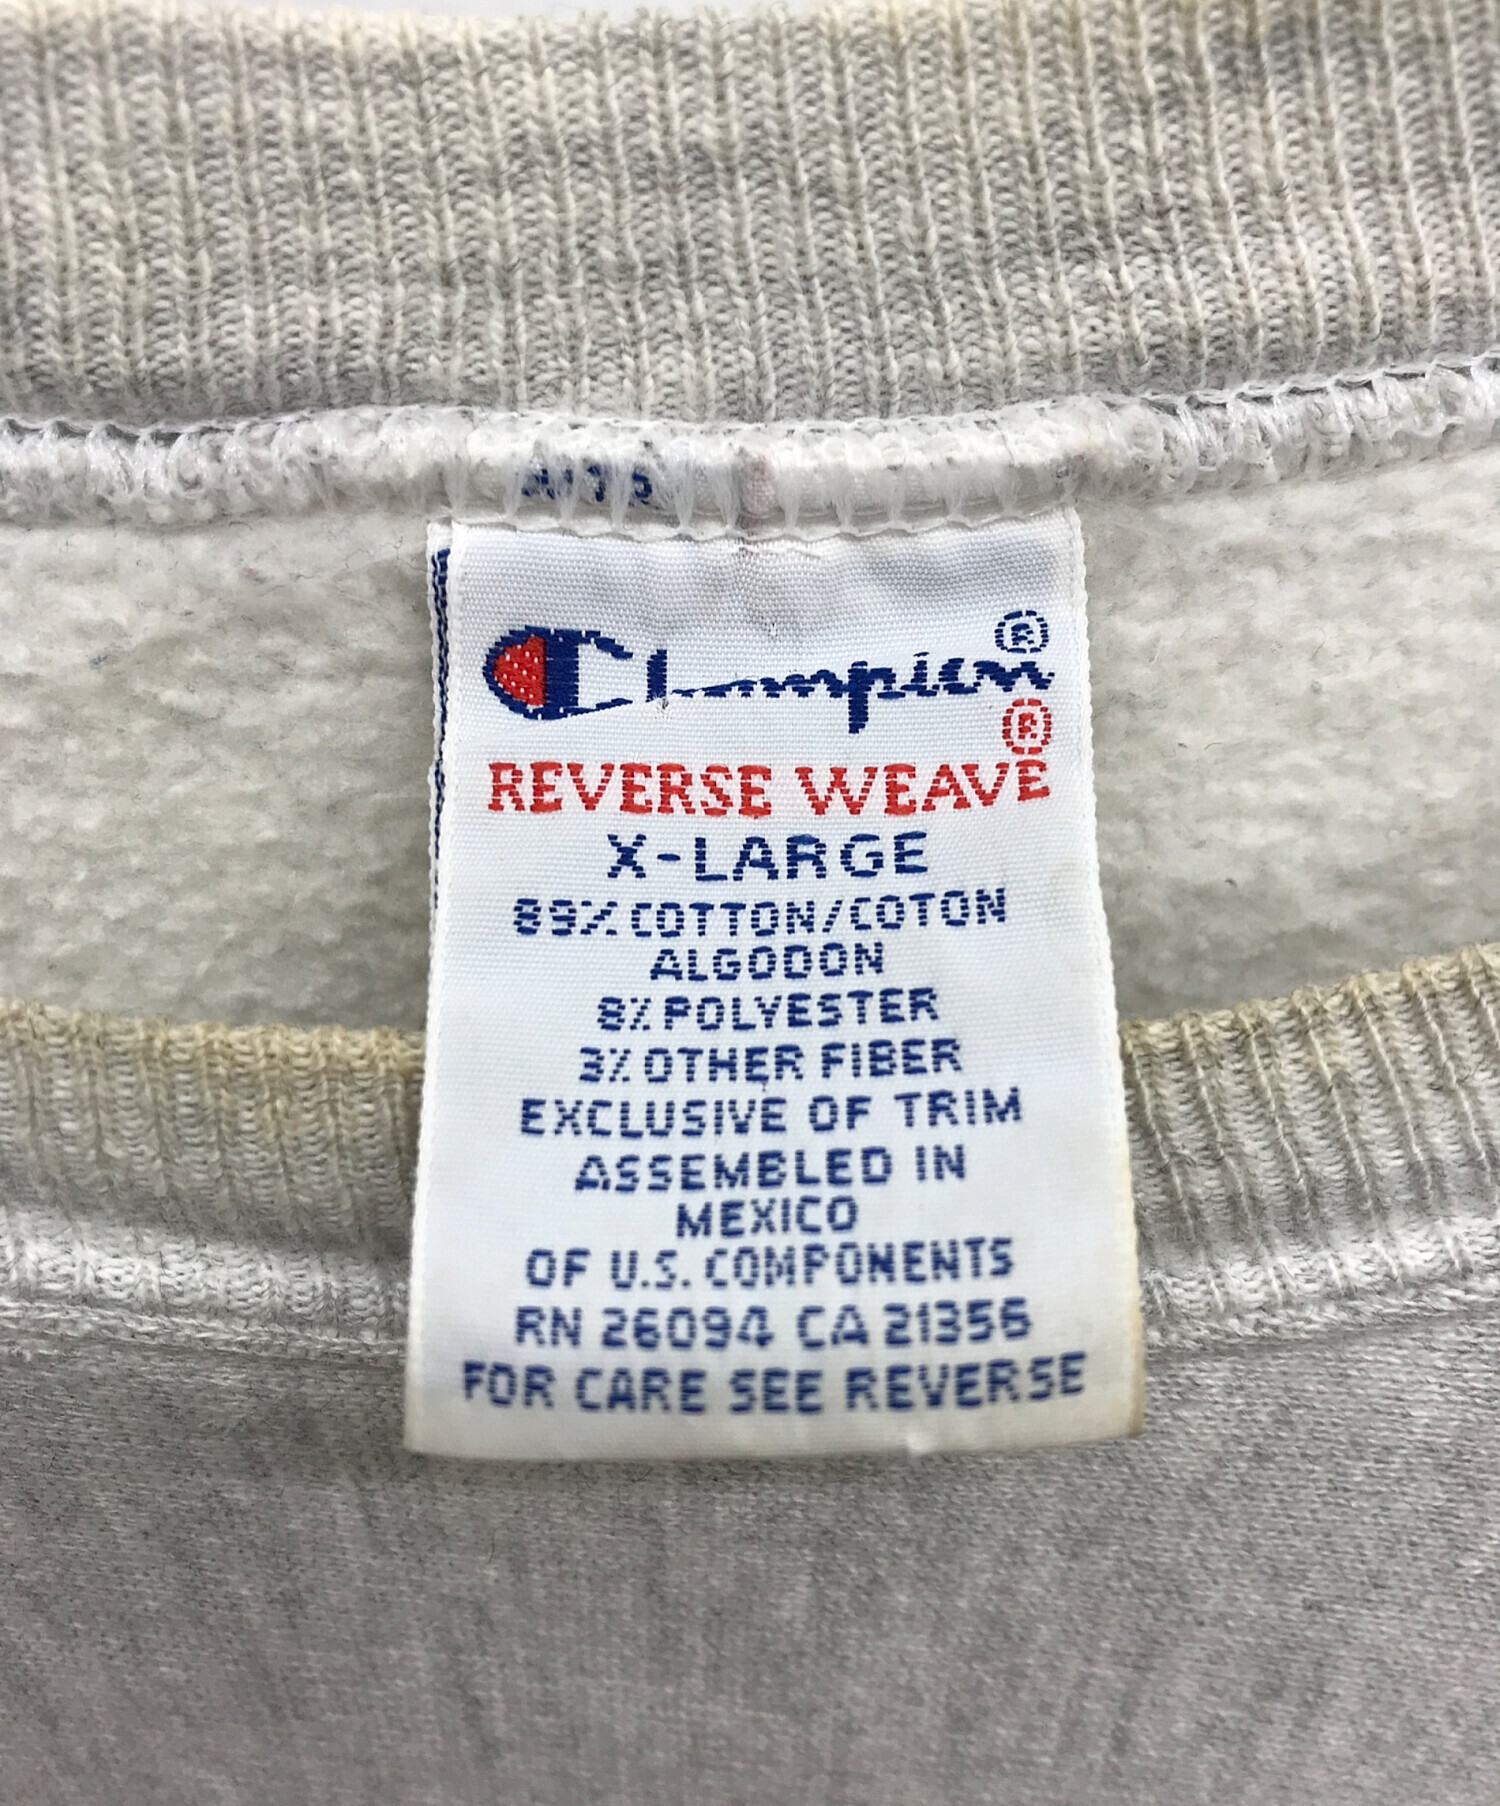 Champion®
®
REVERSE WEAVE
X-LARGE
89% COTTON/COTON
ALGODON
8% POLYESTER
3% OTHER FIBER
EXCLUSIVE OF TRIM
ASSEMBLED IN
MEXICO
OF U.S. COMPONENTS
RN 26094 CA 21356
FOR CARE SEE REVERSE